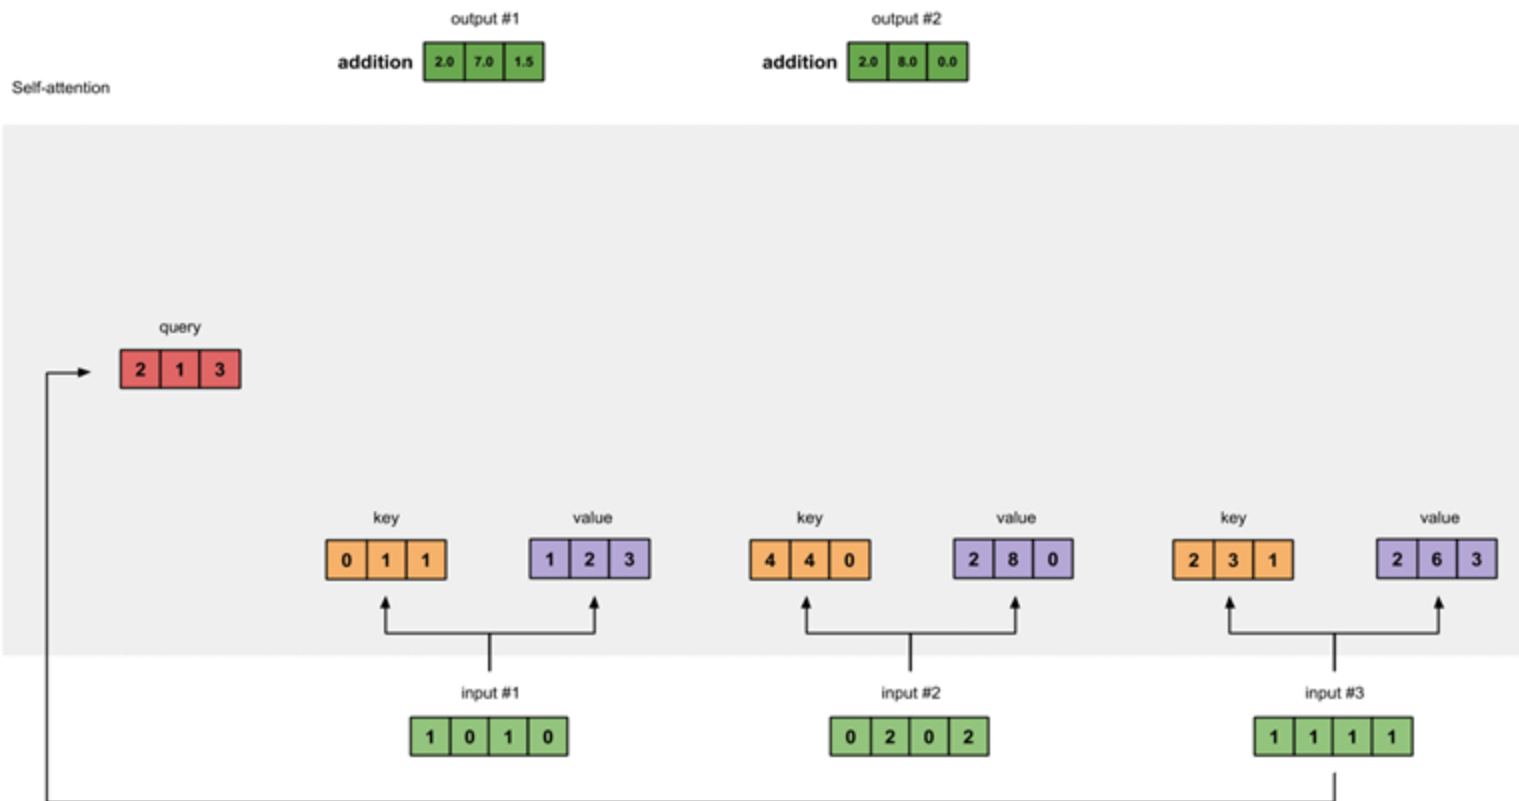 output #1
output #2
addition 2.0 7.0 1.5
addition 2.0 8.0 0.0
Self-attention
query
2 1 3
key
value
key
value
key
value
0 1 1
1 2 3
4 4 0
2 8 0
2 3 1
2 6 3
input #1
input #2
input #3
1 0 1 0
0 2 0 2
1 1 1 1